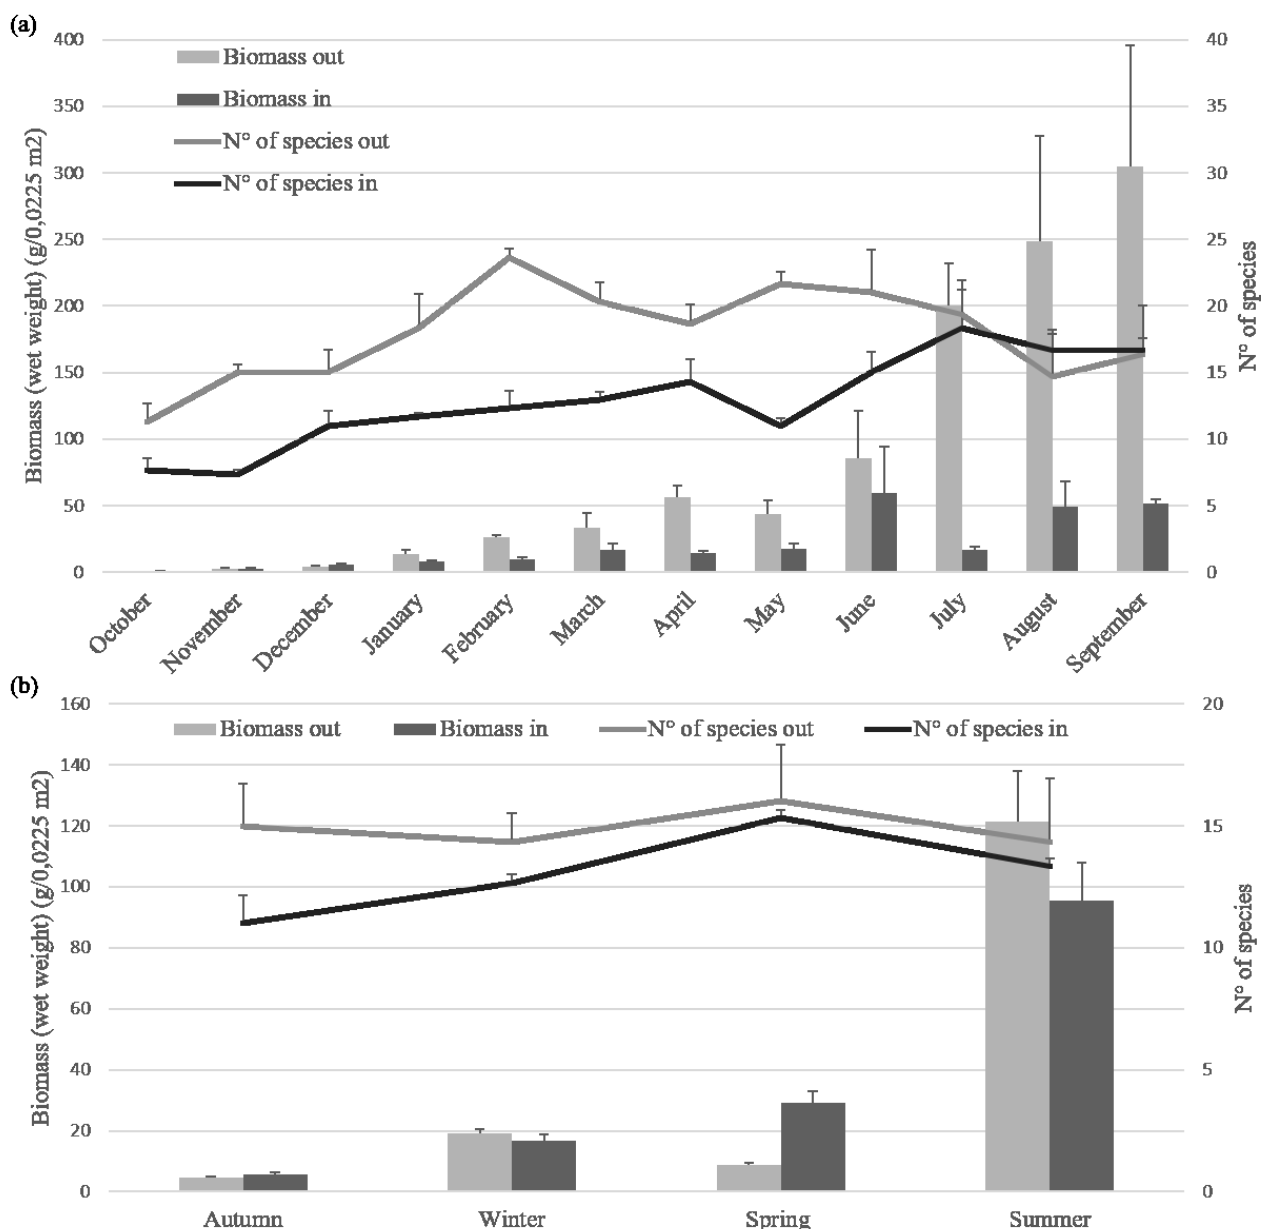 (a)
400
350
300
250
200
150
100
50
0
Biomass (wet weight) (g/0,0225 m2)
Biomass out
Biomass in
N° of species out
N° of species in
40
35
30
25
20
15
10
5
0
N° of species
October
November
December
January
February
March
April
May
June
July
August
September
(b)
160
140
120
100
80
60
40
20
0
Biomass (wet weight) (g/0,0225 m2)
Biomass out
Biomass in
N° of species out
N° of species in
20
15
10
5
0
N° of species
Autumn
Winter
Spring
Summer